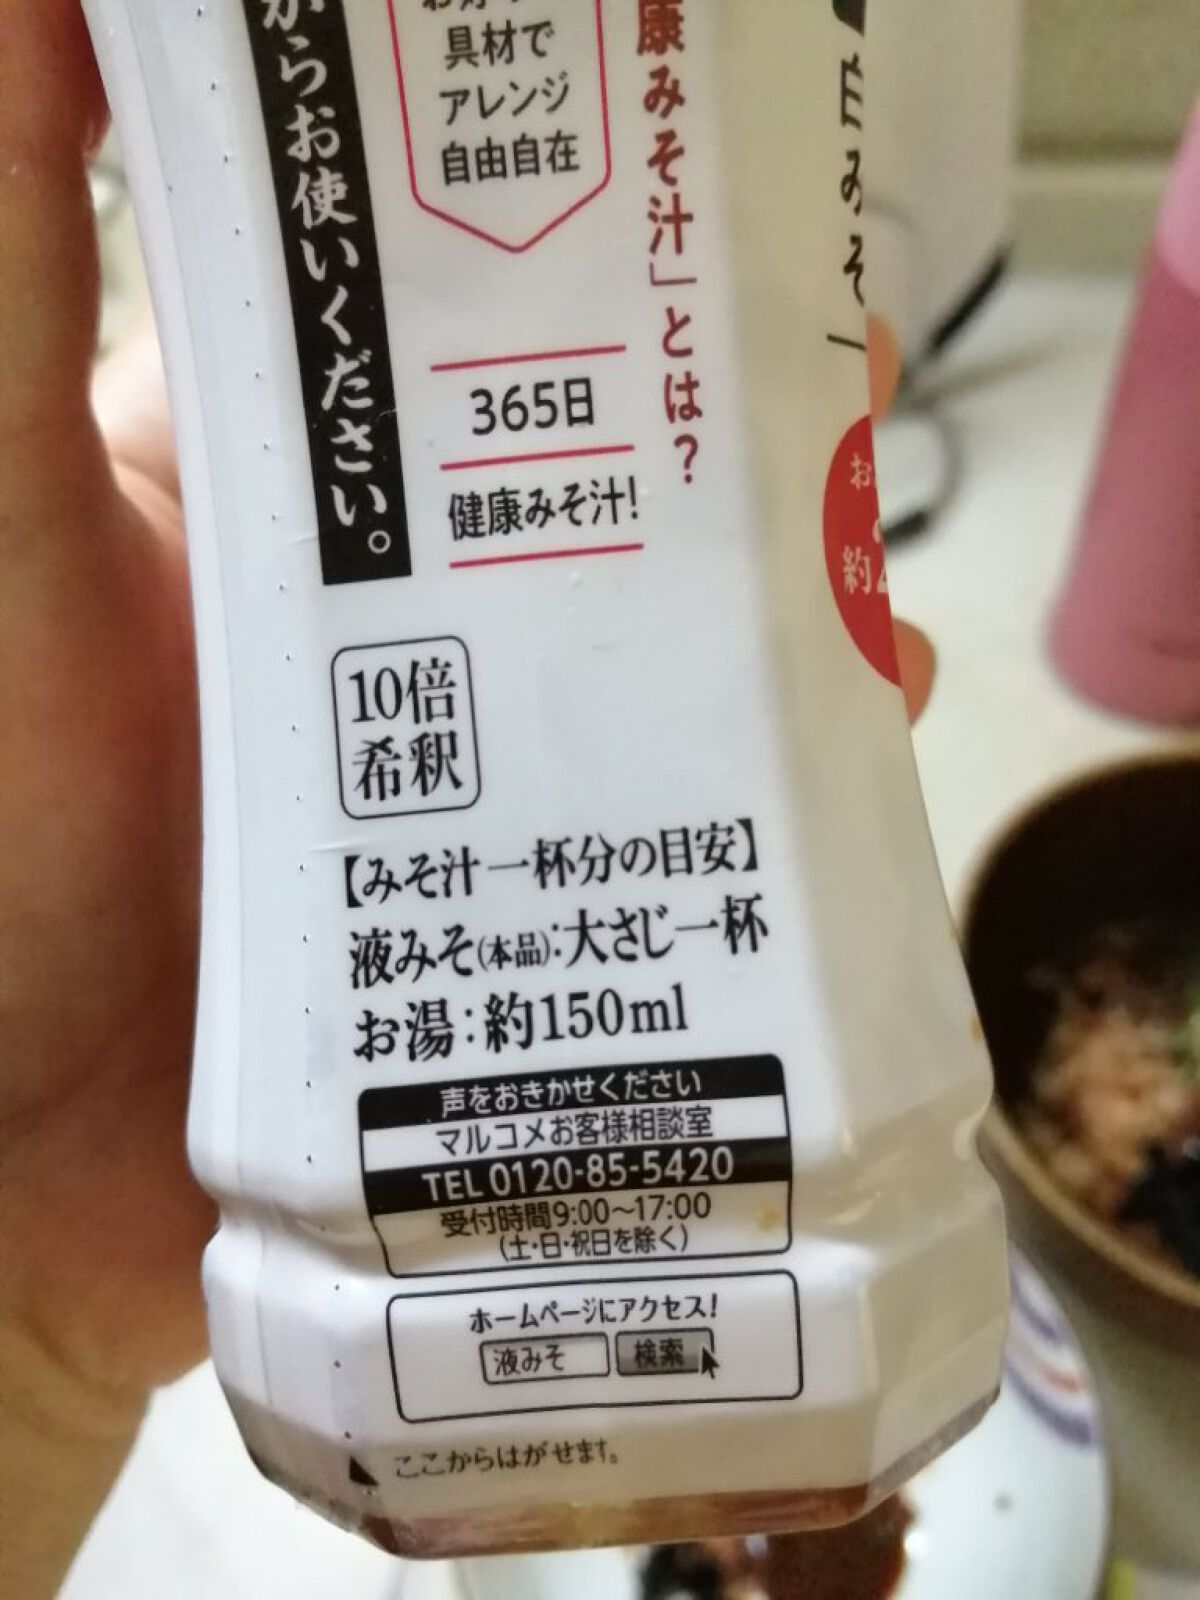 からお使いください。
具材で
アレンジ
自由自在
康みそ汁」とは?
白みそ
365日
健康みそ汁!
約
10倍
希釈
【みそ汁一杯分の目安】
液みそ(本品):大さじ一杯
お湯:約150ml
声をおきかせください
マルコメお客様相談室
TEL 0120-85-5420
受付時間9:00～17:00
(土・日・祝日を除く)
ホームページにアクセス!
液みそ 検索
ここからはがせます。